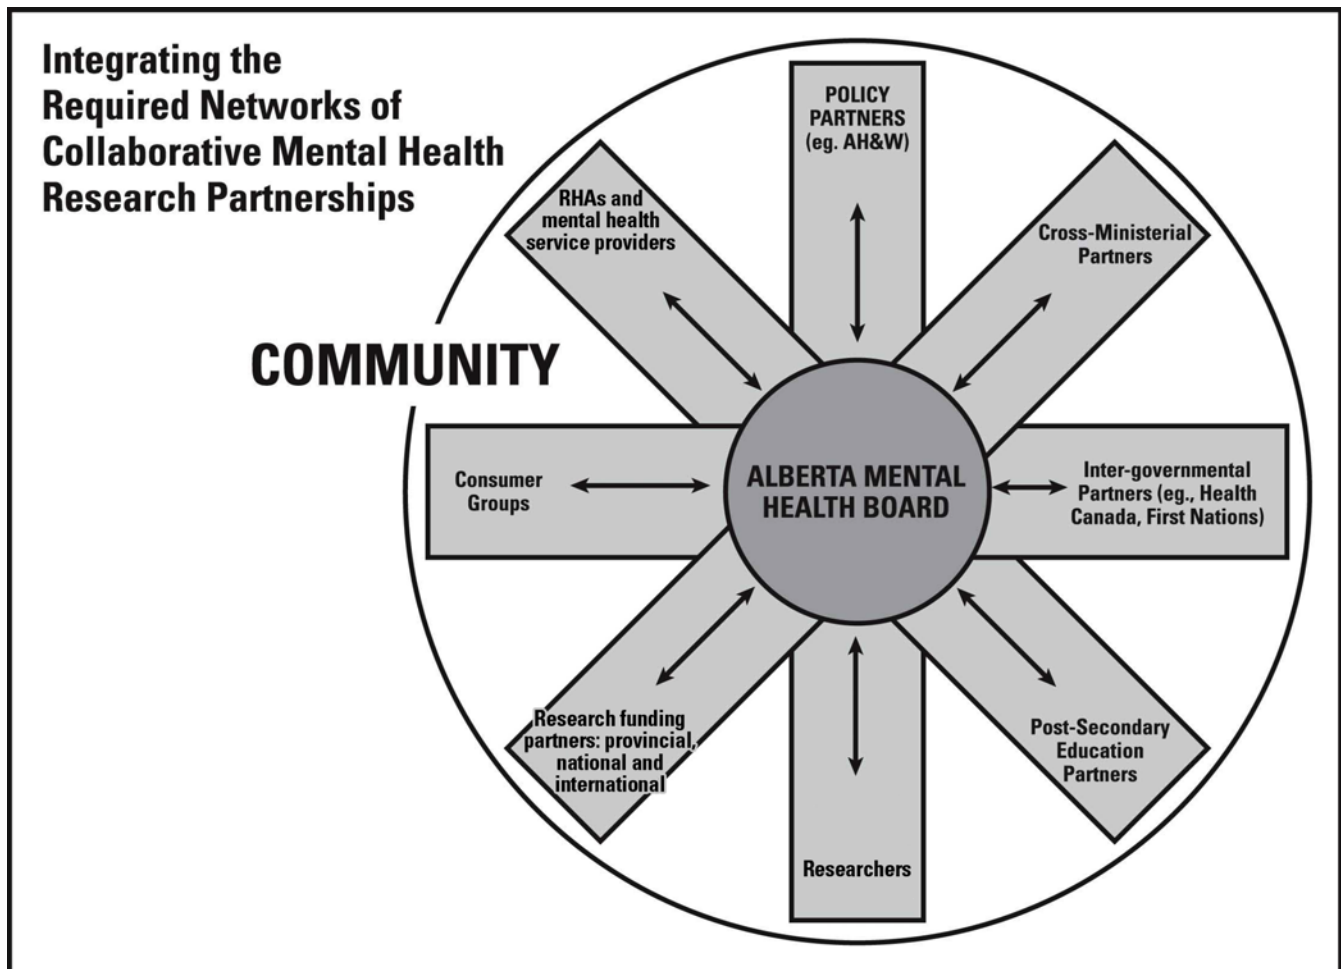 Integrating the
Required Networks of
Collaborative Mental Health
Research Partnerships
POLICY
PARTNERS
(eg. AH&W)
RHAs and
mental health
service providers
Cross-Ministerial
Partners
COMMUNITY
Consumer
Groups
ALBERTA MENTAL
HEALTH BOARD
Inter-governmental
Partners (eg., Health
Canada, First Nations)
Research funding
partners: provincial,
national and
international
Post-Secondary
Education
Partners
Researchers